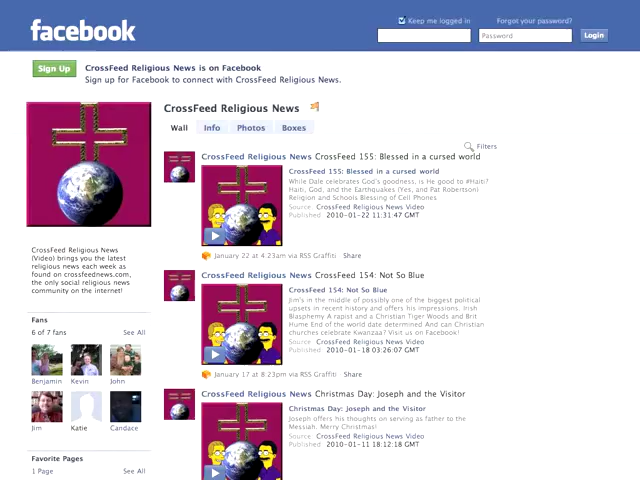 facebook
Keep me logged in
Forgot your password?
Password
Login
Sign Up
CrossFeed Religious News is on Facebook
Sign up for Facebook to connect with CrossFeed Religious News.
CrossFeed Religious News
Wall
Info
Photos
Boxes
Filters
CrossFeed Religious News CrossFeed 155: Blessed in a cursed world
CrossFeed 155: Blessed in a cursed world
While Dale celebrates God's goodness, is He good to #Haiti?
Haiti, God, and the Earthquakes (Yes, and Pat Robertson)
Religion and Schools Blessing of Cell Phones
Source: CrossFeed Religious News Video
Published: 2010-01-22 11:31:47 GMT
January 22 at 4:23am via RSS Graffiti
Share
CrossFeed Religious News CrossFeed 154: Not So Blue
CrossFeed 154: Not So Blue
Jim's in the middle of possibly one of the biggest political
upsets in recent history and offers his impressions. Irish
Blasphemy A rapist and a Christian Tiger Woods and Brit
Hume End of the world date determined And can Christian
churches celebrate Kwanzaa? Visit us on Facebook!
Source: CrossFeed Religious News Video
Published: 2010-01-18 03:26:07 GMT
January 17 at 8:23pm via RSS Graffiti
Share
CrossFeed Religious News Christmas Day: Joseph and the Visitor
Christmas Day: Joseph and the Visitor
Joseph offers his thoughts on serving as father to the
Messiah. Merry Christmas!
Source: CrossFeed Religious News Video
Published: 2010-01-11 18:12:18 GMT
CrossFeed Religious News
(Video) brings you the latest
religious news each week as
found on crossfeednews.com,
the only social religious news
community on the internet!
Fans
6 of 7 fans
See All
Benjamin
Kevin
John
Jim
Katie
Candace
Favorite Pages
1 Page
See All